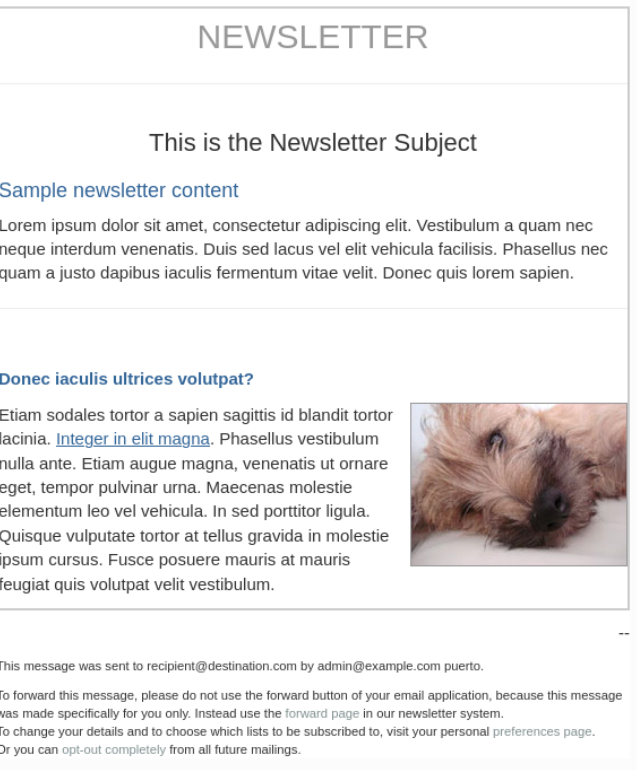 NEWSLETTER
This is the Newsletter Subject
Sample newsletter content
Lorem ipsum dolor sit amet, consectetur adipiscing elit. Vestibulum a quam nec
neque interdum venenatis. Duis sed lacus vel elit vehicula facilisis. Phasellus nec
quam a justo dapibus iaculis fermentum vitae velit. Donec quis lorem sapien.
Donec iaculis ultrices volutpat?
Etiam sodales tortor a sapien sagittis id blandit tortor
lacinia. Integer in elit magna. Phasellus vestibulum
nulla ante. Etiam augue magna, venenatis ut ornare
eget, tempor pulvinar urna. Maecenas molestie
elementum leo vel vehicula. In sed porttitor ligula.
Quisque vulputate tortor at tellus gravida in molestie
ipsum cursus. Fusce posuere mauris at mauris
feugiat quis volutpat velit vestibulum.
--
This message was sent to recipient@destination.com by admin@example.com puerto.
To forward this message, please do not use the forward button of your email application, because this message
was made specifically for you only. Instead use the forward page in our newsletter system.
To change your details and to choose which lists to be subscribed to, visit your personal preferences page.
Or you can opt-out completely from all future mailings.